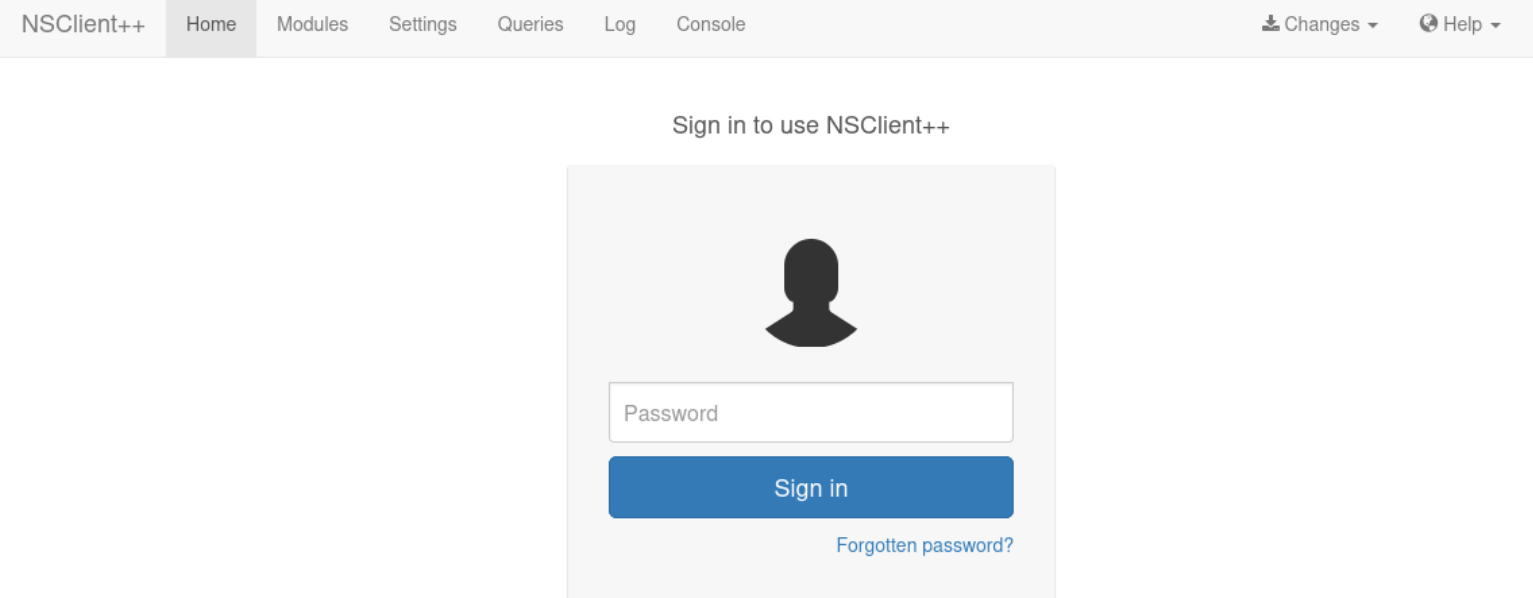 NSClient++ Home Modules Settings Queries Log Console Changes Help
Sign in to use NSClient++
Password
Sign in
Forgotten password?